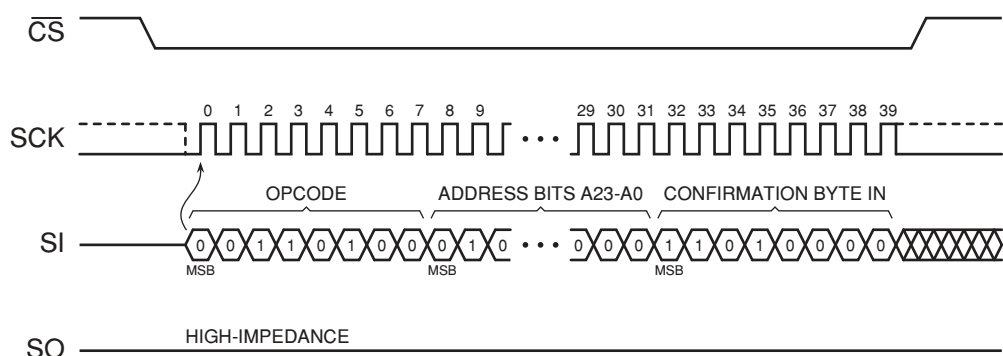 CS
0 1 2 3 4 5 6 7 8 9 29 30 31 32 33 34 35 36 37 38 39
SCK
OPCODE ADDRESS BITS A23-A0 CONFIRMATION BYTE IN
SI 0 0 1 1 0 1 0 0 0 1 0 0 0 0 1 1 0 1 0 0 0 0
MSB MSB MSB
HIGH-IMPEDANCE
SO